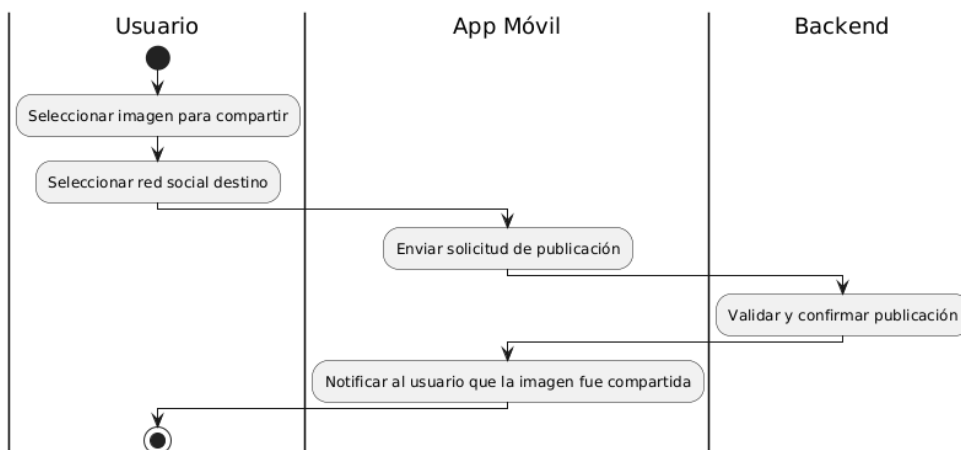 Usuario
App Móvil
Backend
Seleccionar imagen para compartir
Seleccionar red social destino
Enviar solicitud de publicación
Validar y confirmar publicación
Notificar al usuario que la imagen fue compartida